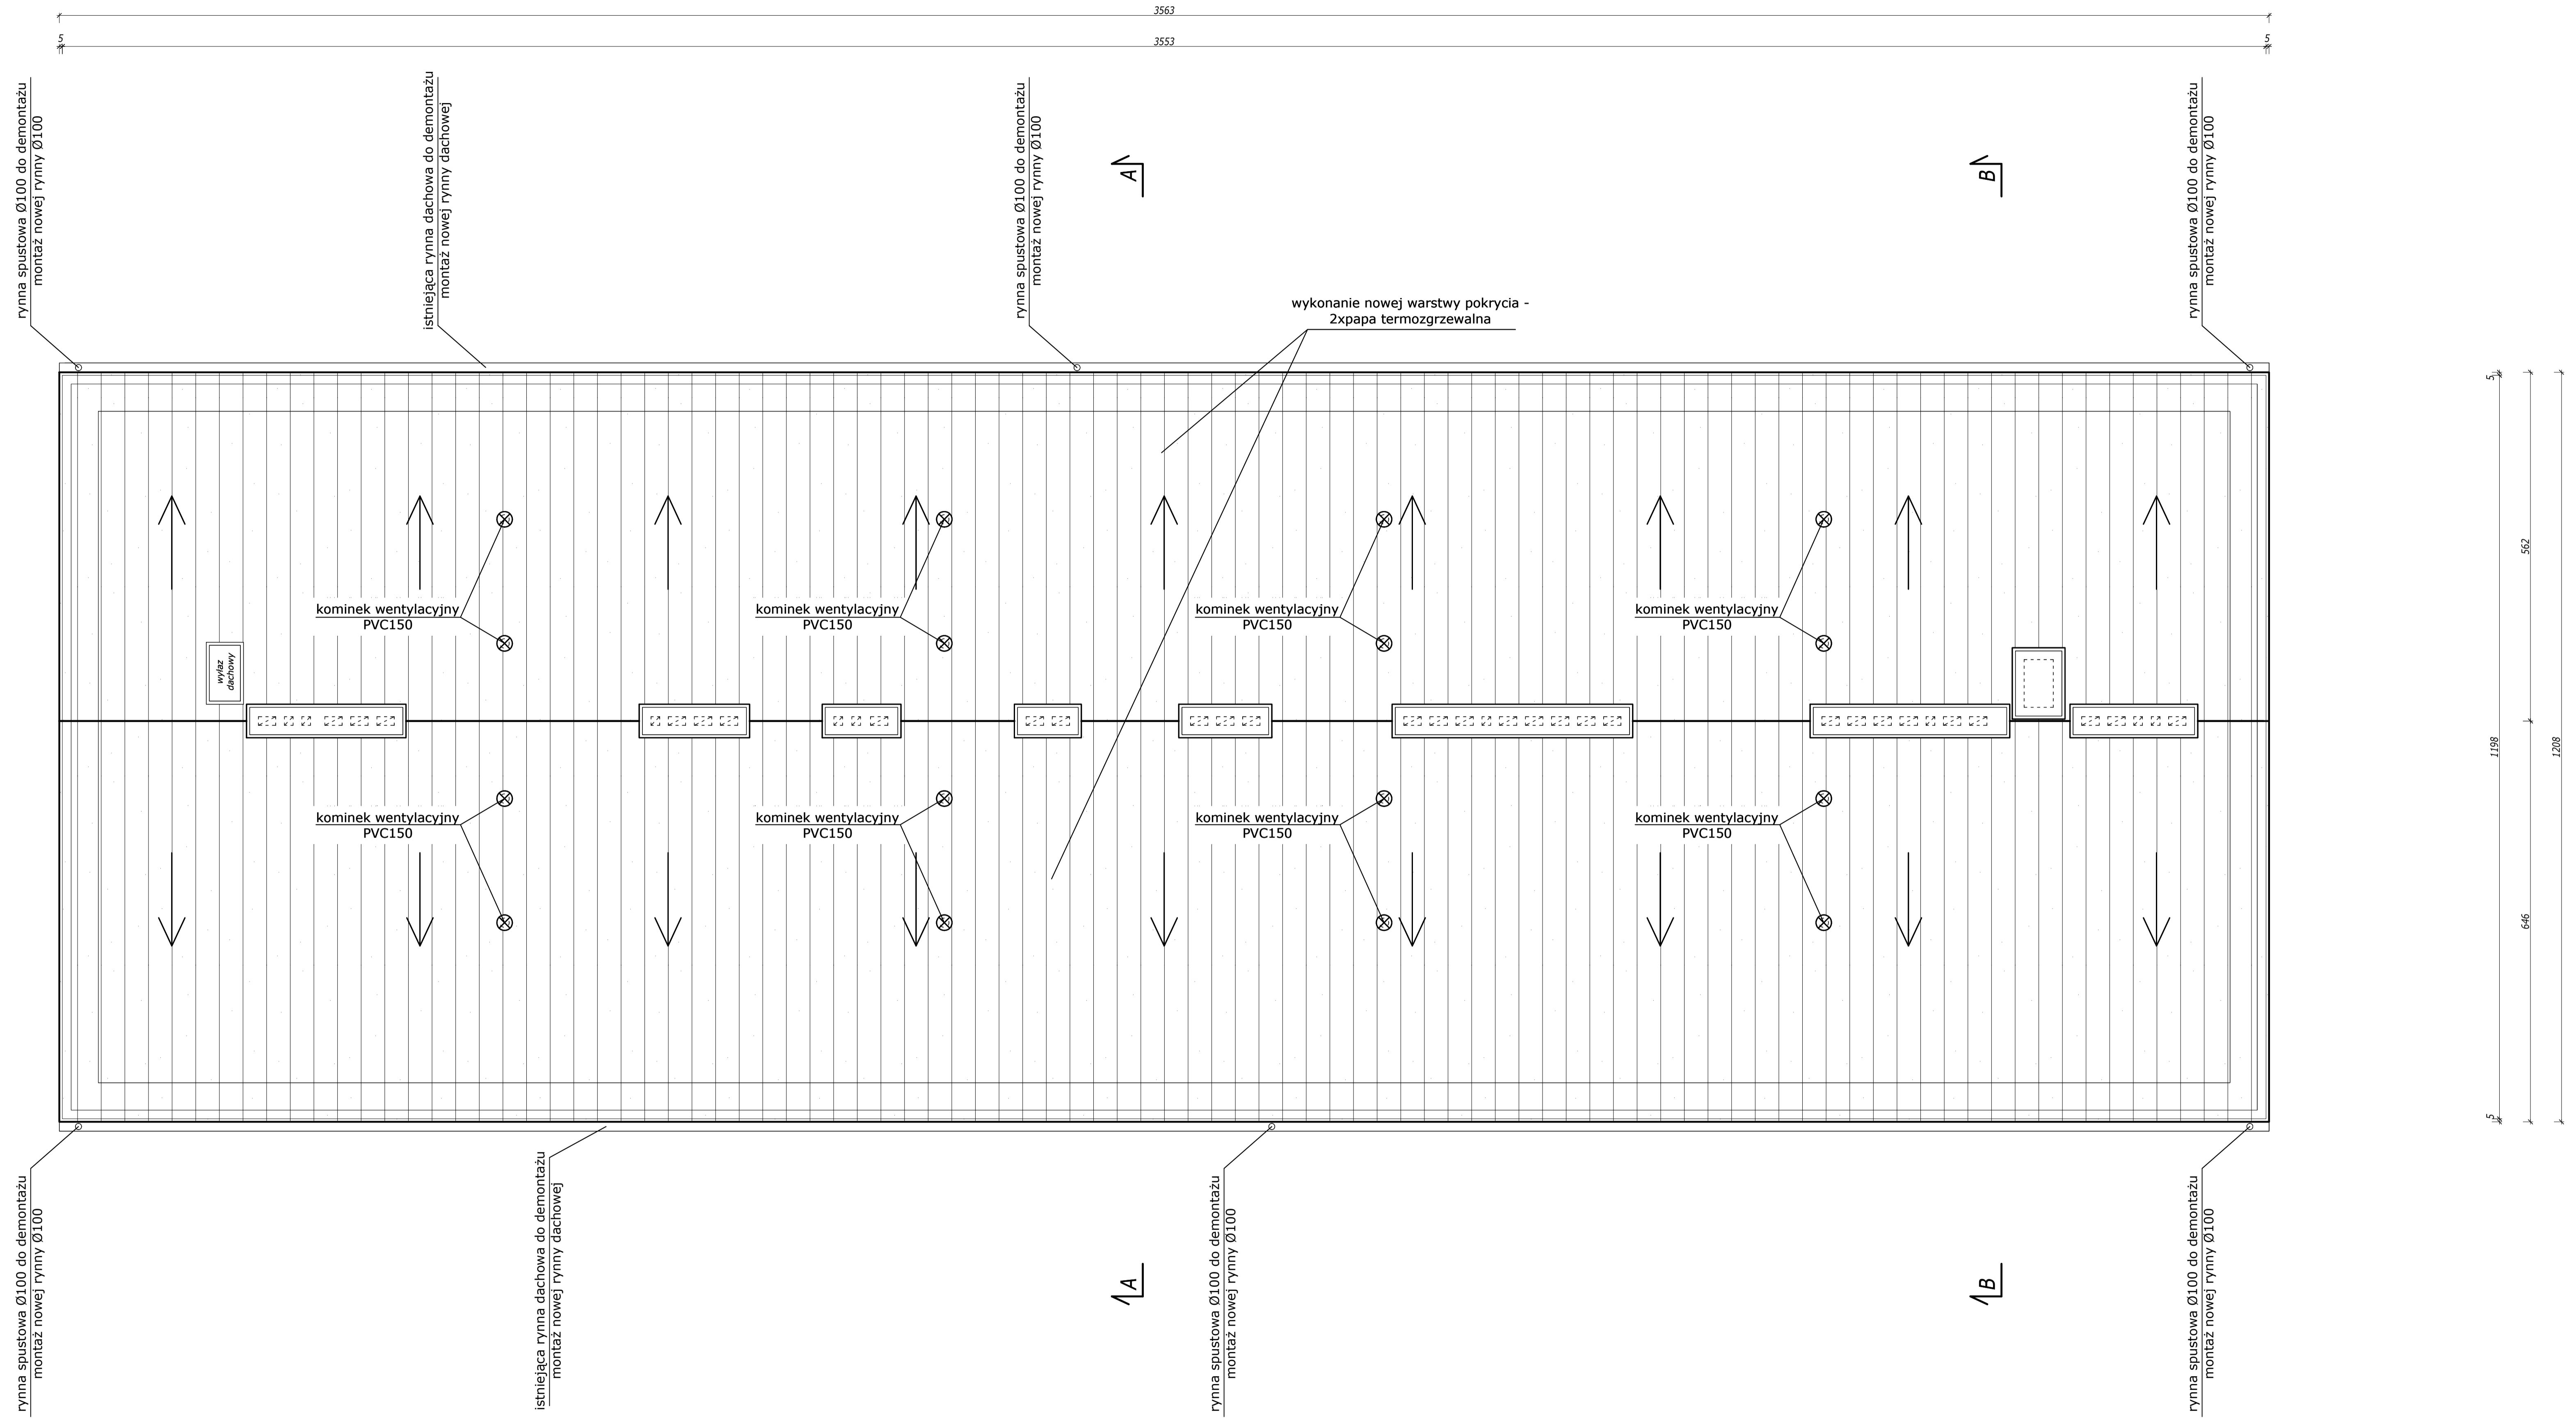 3563
5
3553
5
rynna spustowa Ø100 do demontażu
montaż nowej rynny Ø100
istniejąca rynna dachowa do demontażu
montaż nowej rynny dachowej
rynna spustowa Ø100 do demontażu
montaż nowej rynny Ø100
A
B
rynna spustowa Ø100 do demontażu
montaż nowej rynny Ø100
wykonanie nowej warstwy pokrycia -
2xpapa termozgrzewalna
5
562
kominek wentylacyjny
PVC150
kominek wentylacyjny
PVC150
kominek wentylacyjny
PVC150
kominek wentylacyjny
PVC150
wyłaz
dachowy
1198
1208
kominek wentylacyjny
PVC150
kominek wentylacyjny
PVC150
kominek wentylacyjny
PVC150
kominek wentylacyjny
PVC150
646
5
rynna spustowa Ø100 do demontażu
montaż nowej rynny Ø100
istniejąca rynna dachowa do demontażu
montaż nowej rynny dachowej
A
rynna spustowa Ø100 do demontażu
montaż nowej rynny Ø100
B
rynna spustowa Ø100 do demontażu
montaż nowej rynny Ø100